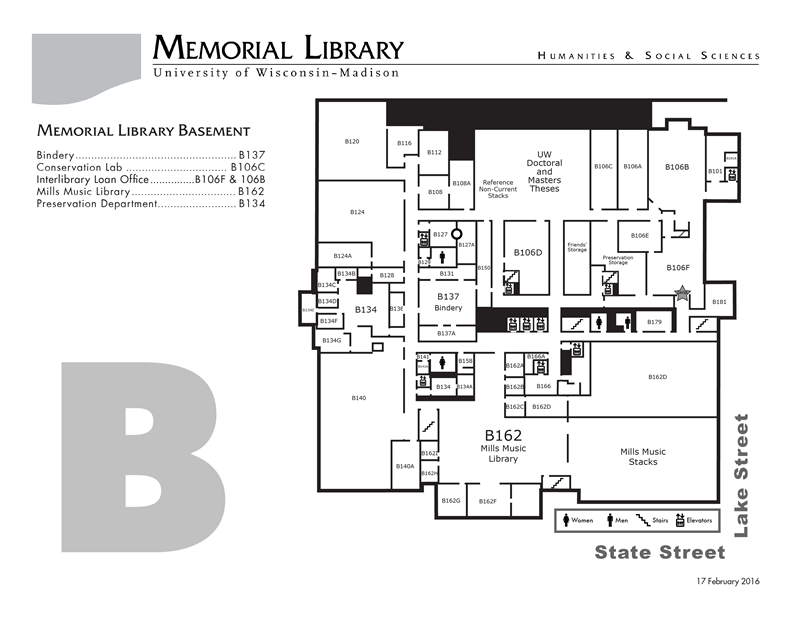 MEMORIAL LIBRARY
University of Wisconsin–Madison
HUMANITIES & SOCIAL SCIENCES
MEMORIAL LIBRARY BASEMENT
Bindery................................................ B137
Conservation Lab ................................. B106C
Interlibrary Loan Office..............B106F & 106B
Mills Music Library............................... B162
Preservation Department....................... B134
B120
B116
B112
B108
B108A
Reference
Non-Current
Stacks
UW
Doctoral
and
Masters
Theses
B106C
B106A
B106B
B101
B124
B124A
B127
B127A
B129
B131
B150
B106D
Friends'
Storage
B106E
Preservation
Storage
B106F
B181
B134B
B128
B134C
B134D
B134F
B134G
B134
B137
Bindery
B137A
B179
B141
B158
B134
B134A
B140
B140A
B162A
B166A
B162B
B166
B162C
B162D
B162D
B162
Mills Music
Library
Mills Music
Stacks
B162H
B162G
B162F
Women
Men
Stairs
Elevators
B
State Street
Lake Street
17 February 2016